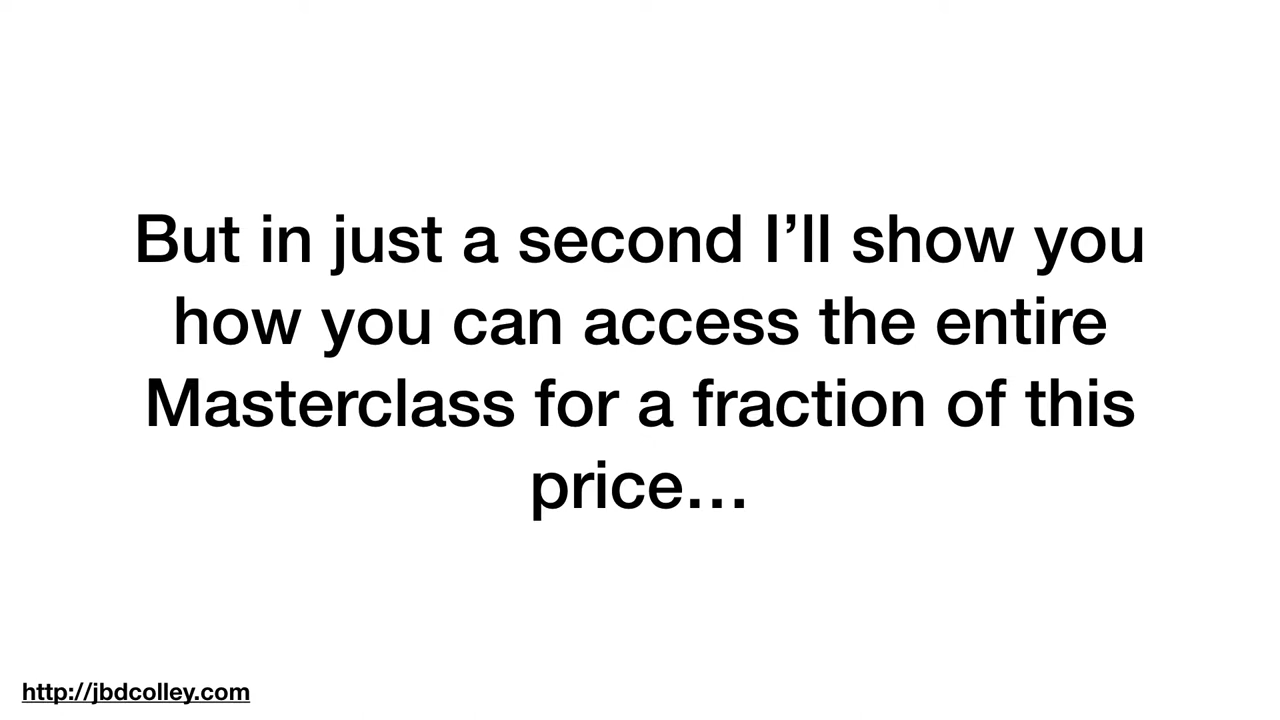 But in just a second I’ll show you
how you can access the entire
Masterclass for a fraction of this
price…
http://jbdcolley.com